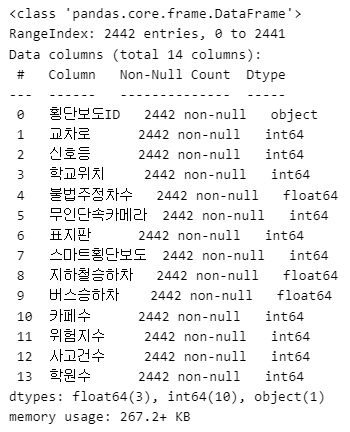 <class 'pandas.core.frame.DataFrame'>
RangeIndex: 2442 entries, 0 to 2441
Data columns (total 14 columns):
 #   Column   Non-Null Count  Dtype
---  ------   --------------  -----
 0   횡단보도ID   2442 non-null   object
 1   교차로      2442 non-null   int64
 2   신호등      2442 non-null   int64
 3   학교위치     2442 non-null   int64
 4   불법주정차수   2442 non-null   float64
 5   무인단속카메라  2442 non-null   int64
 6   표지판      2442 non-null   int64
 7   스마트횡단보도  2442 non-null   int64
 8   지하철승하차   2442 non-null   float64
 9   버스승하차    2442 non-null   float64
 10  카페수      2442 non-null   int64
 11  위험지수     2442 non-null   int64
 12  사고건수     2442 non-null   int64
 13  학원수      2442 non-null   int64
dtypes: float64(3), int64(10), object(1)
memory usage: 267.2+ KB